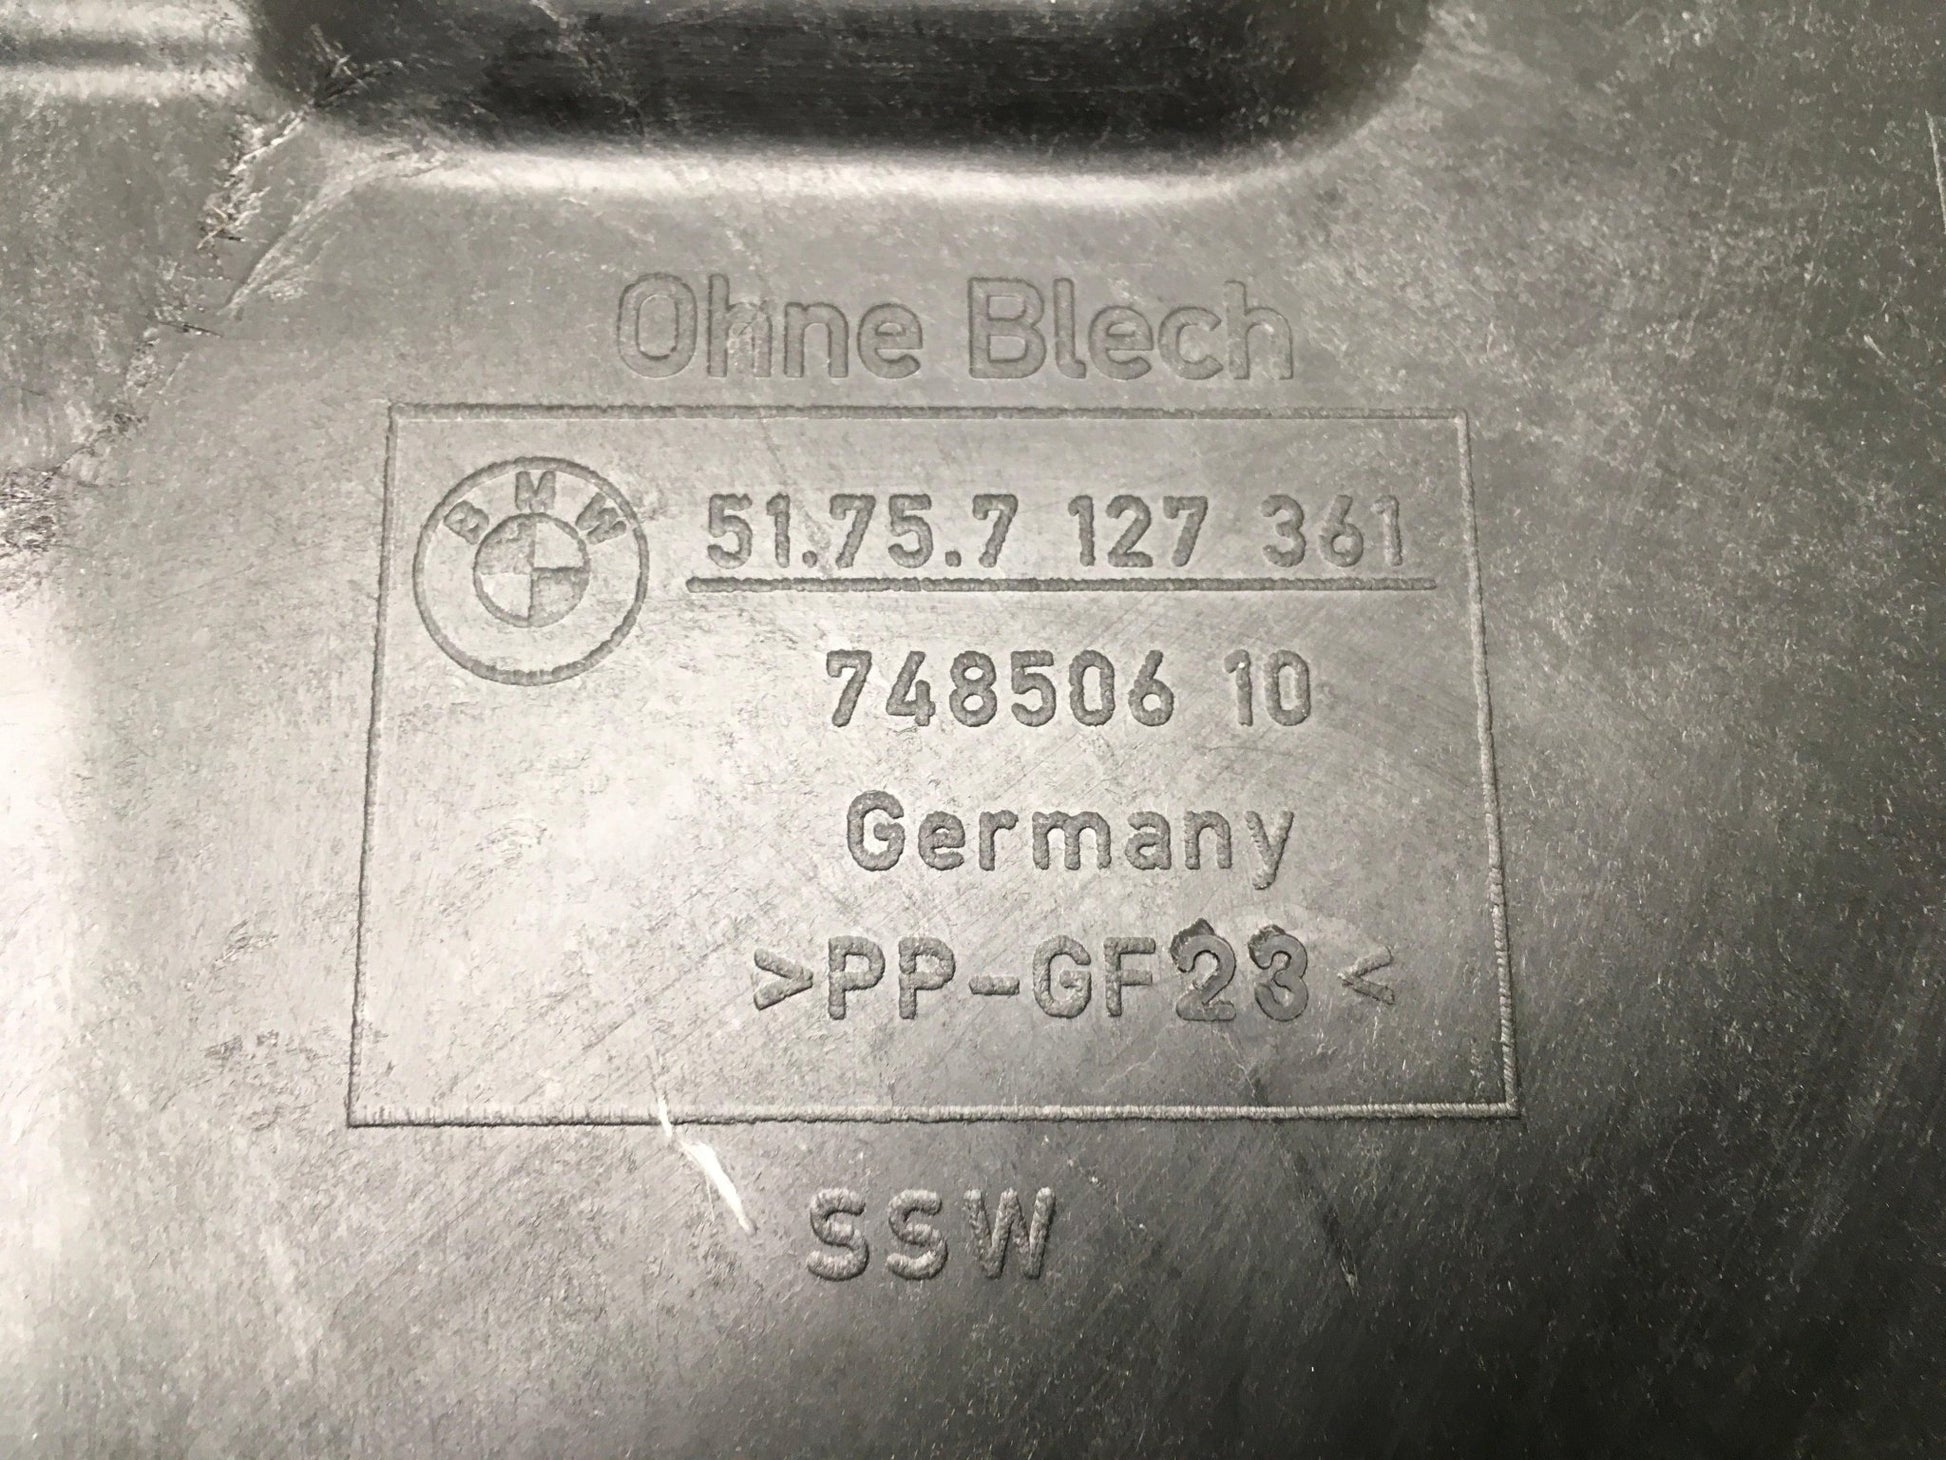 Ohne Blech
BMW
51.75.7 127 361
748506 10
Germany
>PP-GF23<
SSW